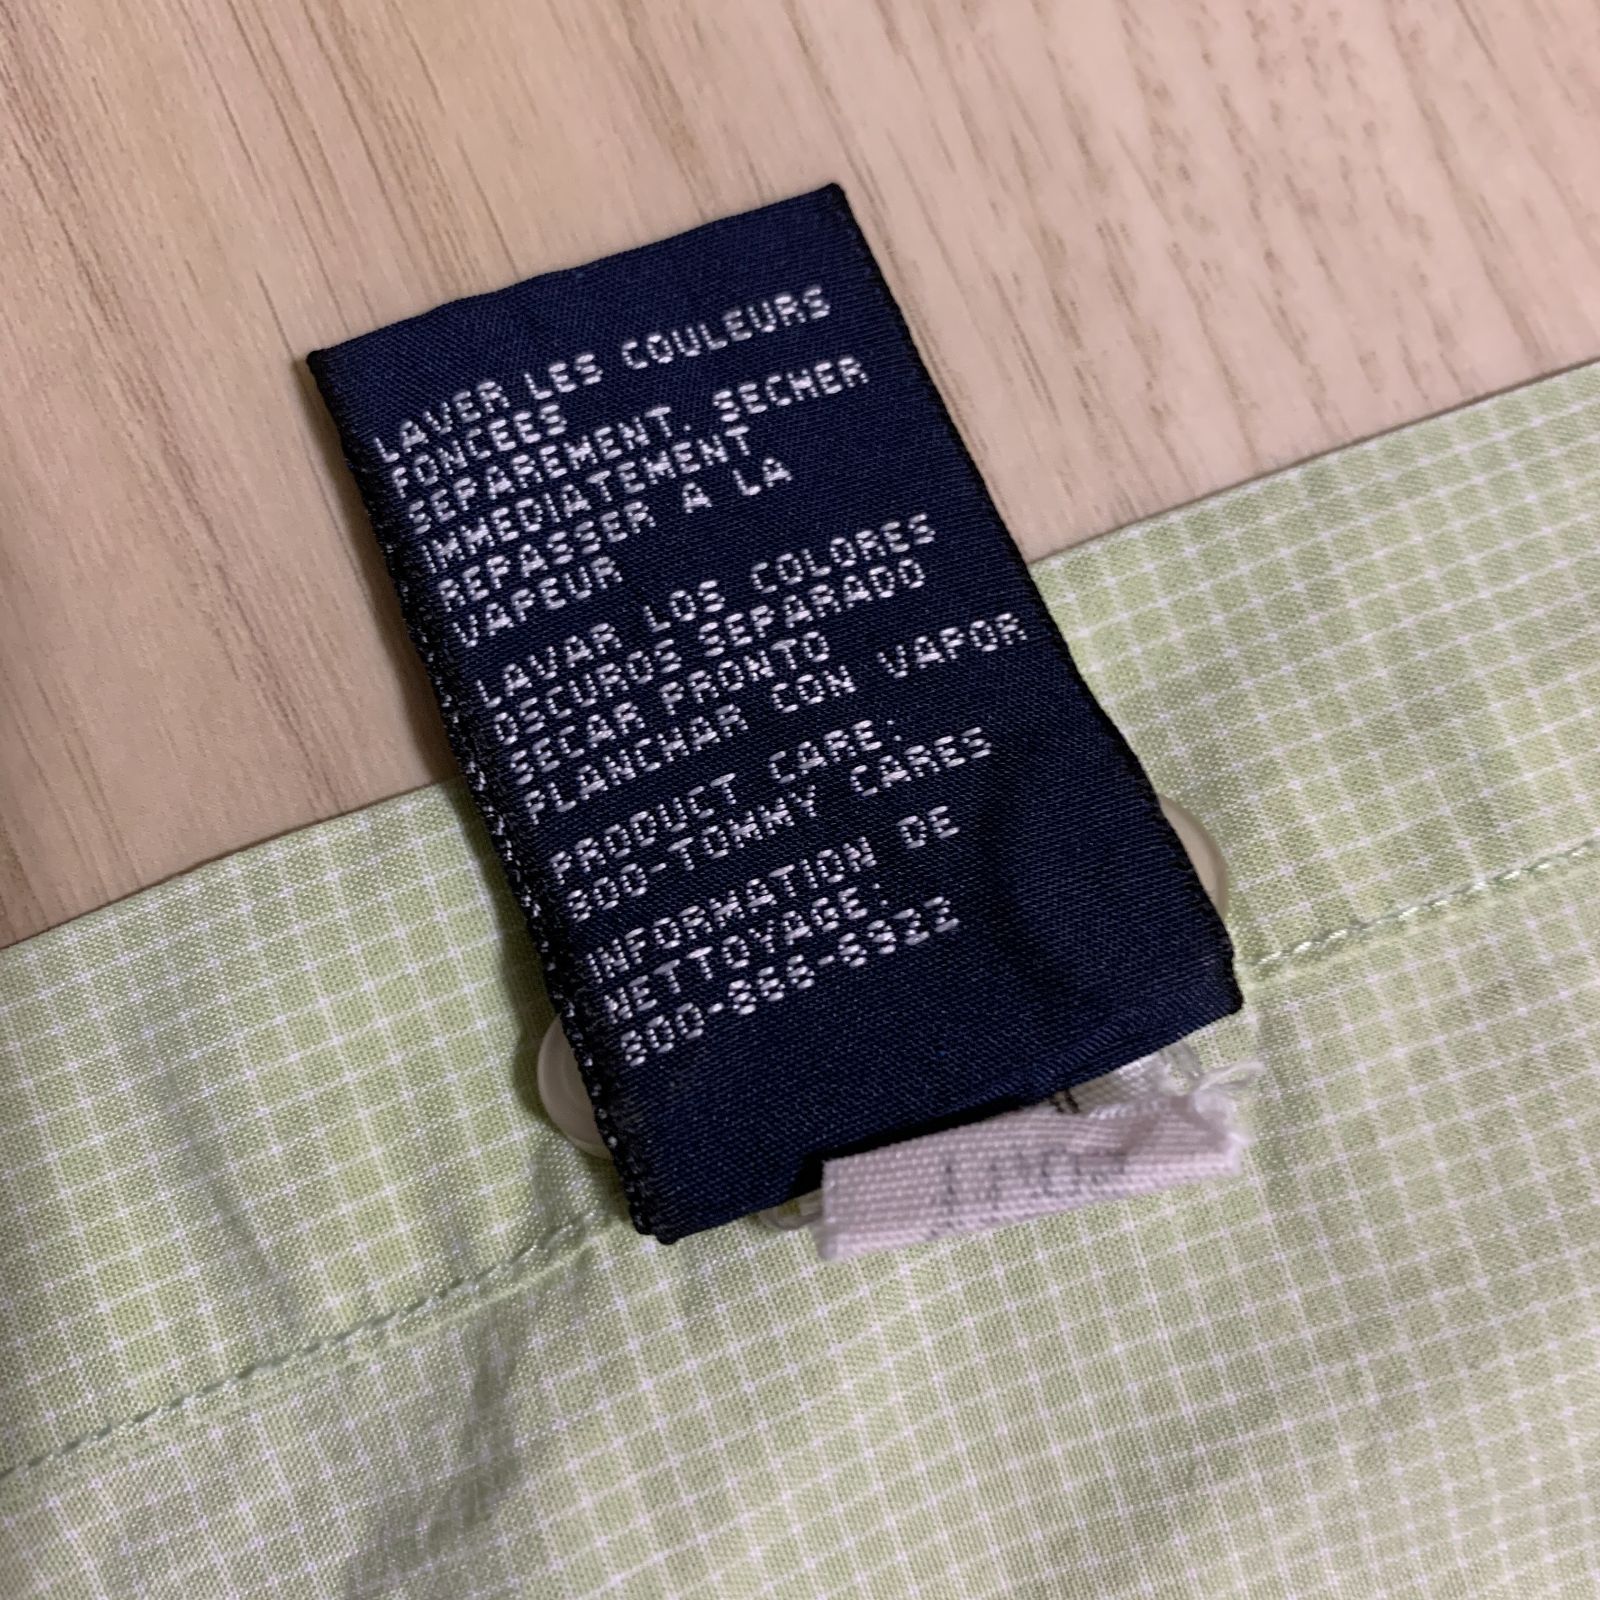 LAVER LES COULEURS
FONCEES
SEPAREMENT. SECHER
IMMEDIATEMENT
REPASSER A LA
VAPEUR
LAVAR LOS COLORES
OSCUROS SEPARADO
SECAR PRONTO
PLANCHAR CON VAPOR
PRODUCT CARE:
800-TOMMY CARES
INFORMATION DE
NETTOYAGE:
800-866-6922